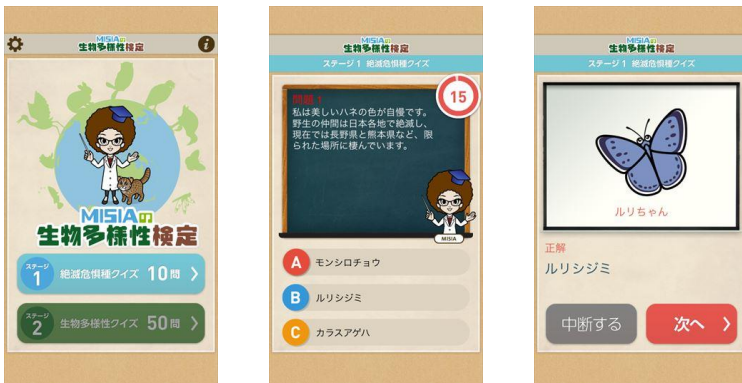 MISIAの
生物多様性検定
MISIAの
生物多様性検定
ステージ
1
絶滅危惧種クイズ 10問
ステージ
2
生物多様性クイズ 50問
MISIAの
生物多様性検定
ステージ1 絶滅危惧種クイズ
15
問題1
私は美しいハネの色が自慢です。
野生の仲間は日本各地で絶滅し、
現在では長野県と熊本県など、限
られた場所に棲んでいます。
MISIA
A モンシロチョウ
B ルリシジミ
C カラスアゲハ
MISIAの
生物多様性検定
ステージ1 絶滅危惧種クイズ
ルリちゃん
正解
ルリシジミ
中断する
次へ